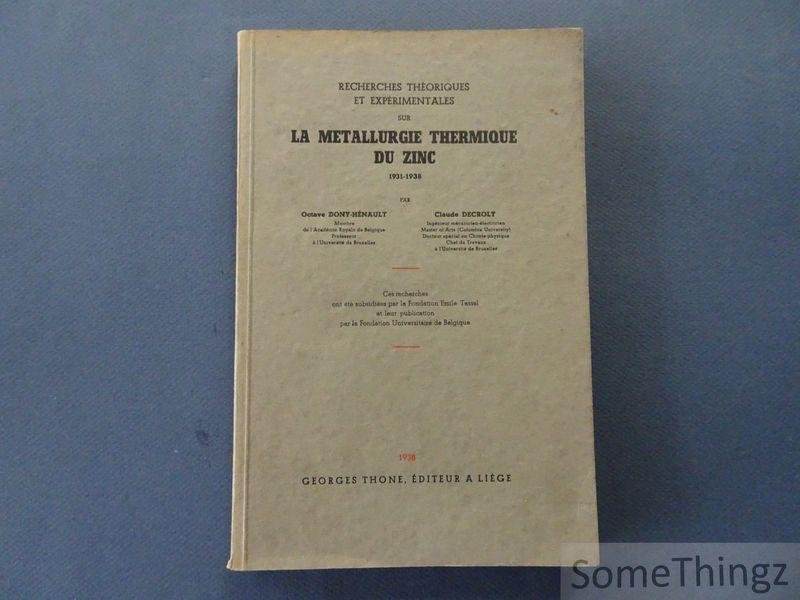 RECHERCHES THÉORIQUES
ET EXPÉRIMENTALES
SUR
LA METALLURGIE THERMIQUE
DU ZINC
1931-1938
PAR
Octave DONY-HÉNAULT
Membre
de l'Académie Royale de Belgique
Professeur
à l'Université de Bruxelles
Claude DECROLY
Ingénieur mécanicien-électricien
Master of Arts (Columbia University)
Docteur spécial en Chimie-physique
Chef de Travaux
à l'Université de Bruxelles
Ces recherches
ont été subsidiées par la Fondation Emile Tassel
et leur publication
par la Fondation Universitaire de Belgique
1938
GEORGES THONE, ÉDITEUR A LIÉGE
SomeThingz